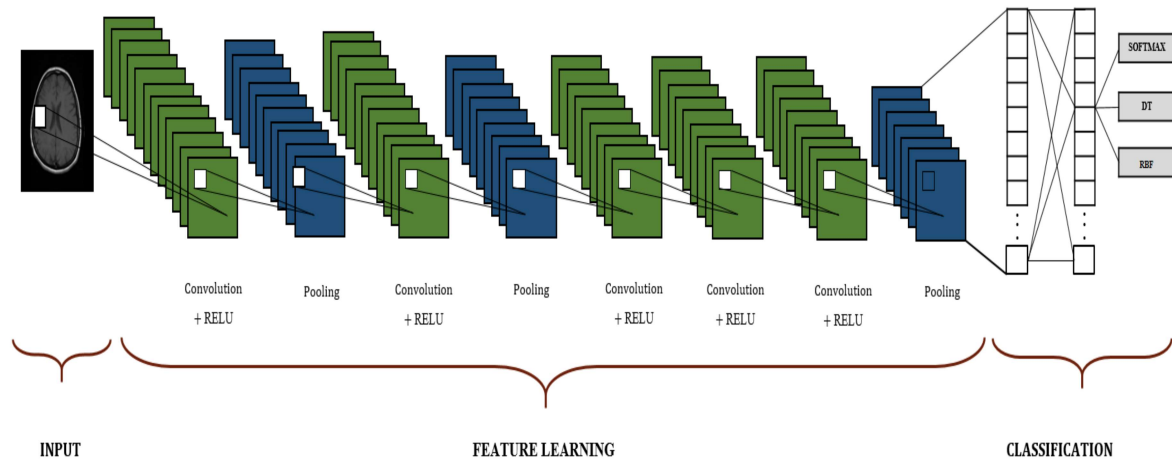 SOFTMAX
DT
RBF
Convolution
+ RELU
Pooling
Convolution
+ RELU
Pooling
Convolution
+ RELU
Convolution
+ RELU
Convolution
+ RELU
Pooling
INPUT
FEATURE LEARNING
CLASSIFICATION